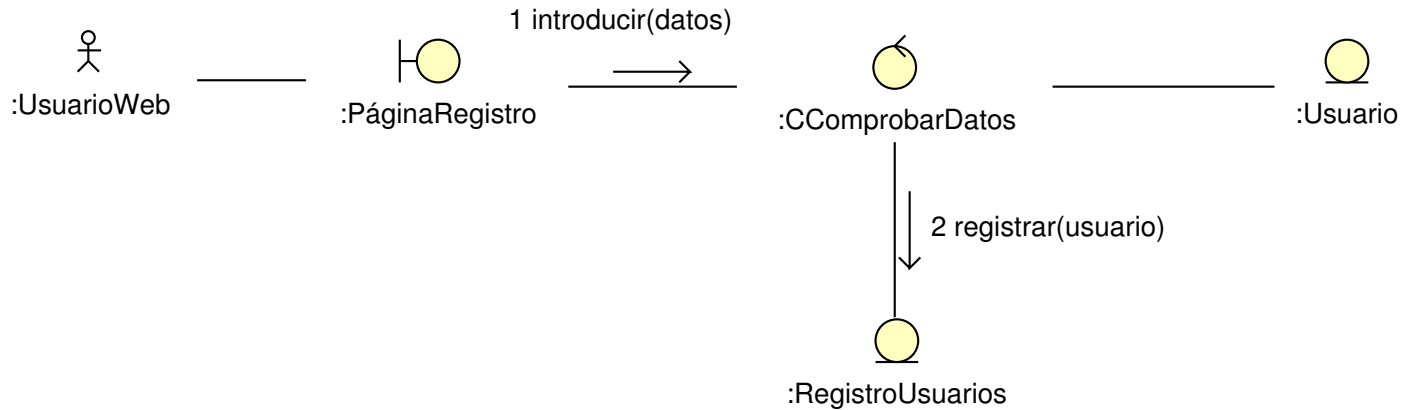 1 introducir(datos)
:UsuarioWeb
:PáginaRegistro
:CComprobarDatos
:Usuario
2 registrar(usuario)
:RegistroUsuarios